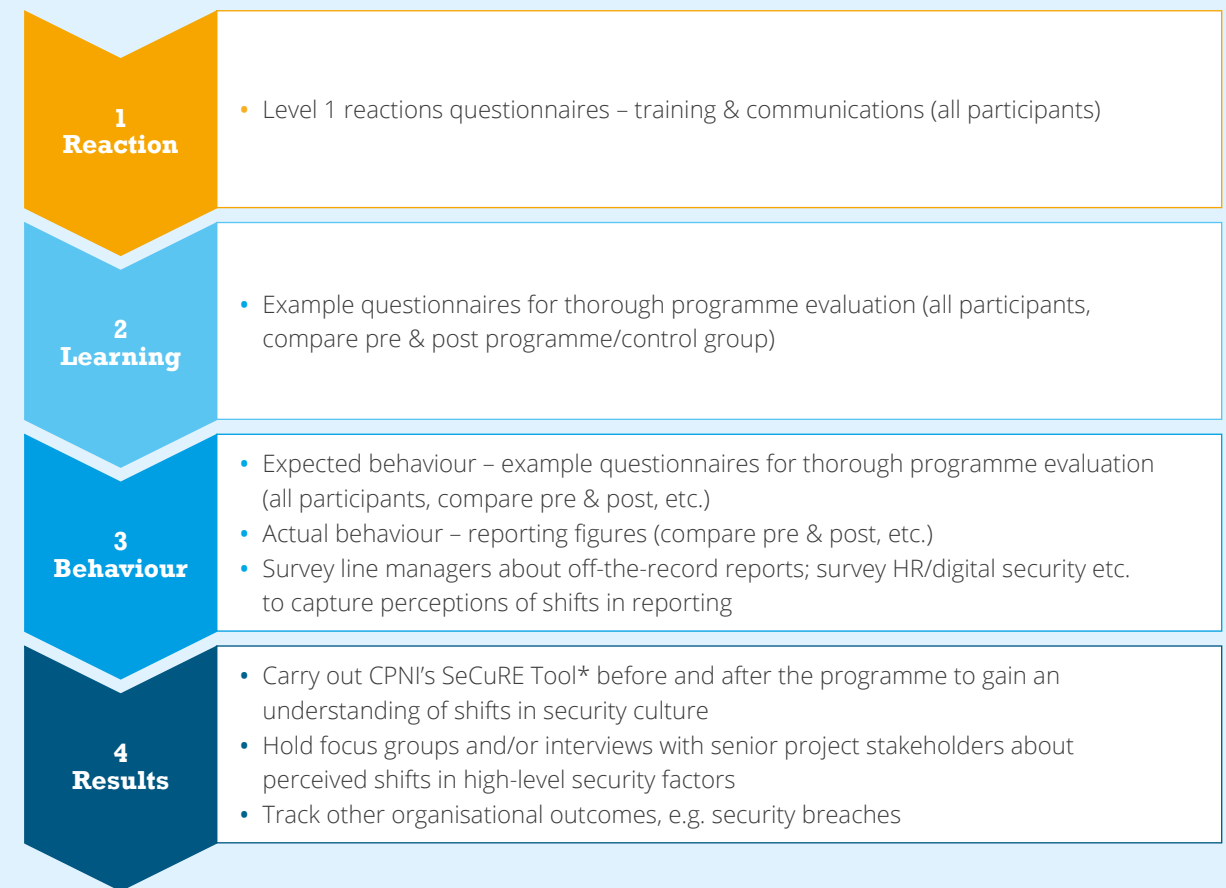 1
Reaction
• Level 1 reactions questionnaires – training & communications (all participants)
2
Learning
• Example questionnaires for thorough programme evaluation (all participants,
compare pre & post programme/control group)
3
Behaviour
• Expected behaviour – example questionnaires for thorough programme evaluation
(all participants, compare pre & post, etc.)
• Actual behaviour – reporting figures (compare pre & post, etc.)
• Survey line managers about off-the-record reports; survey HR/digital security etc.
to capture perceptions of shifts in reporting
4
Results
• Carry out CPNI's SeCuRE Tool* before and after the programme to gain an
understanding of shifts in security culture
• Hold focus groups and/or interviews with senior project stakeholders about
perceived shifts in high-level security factors
• Track other organisational outcomes, e.g. security breaches